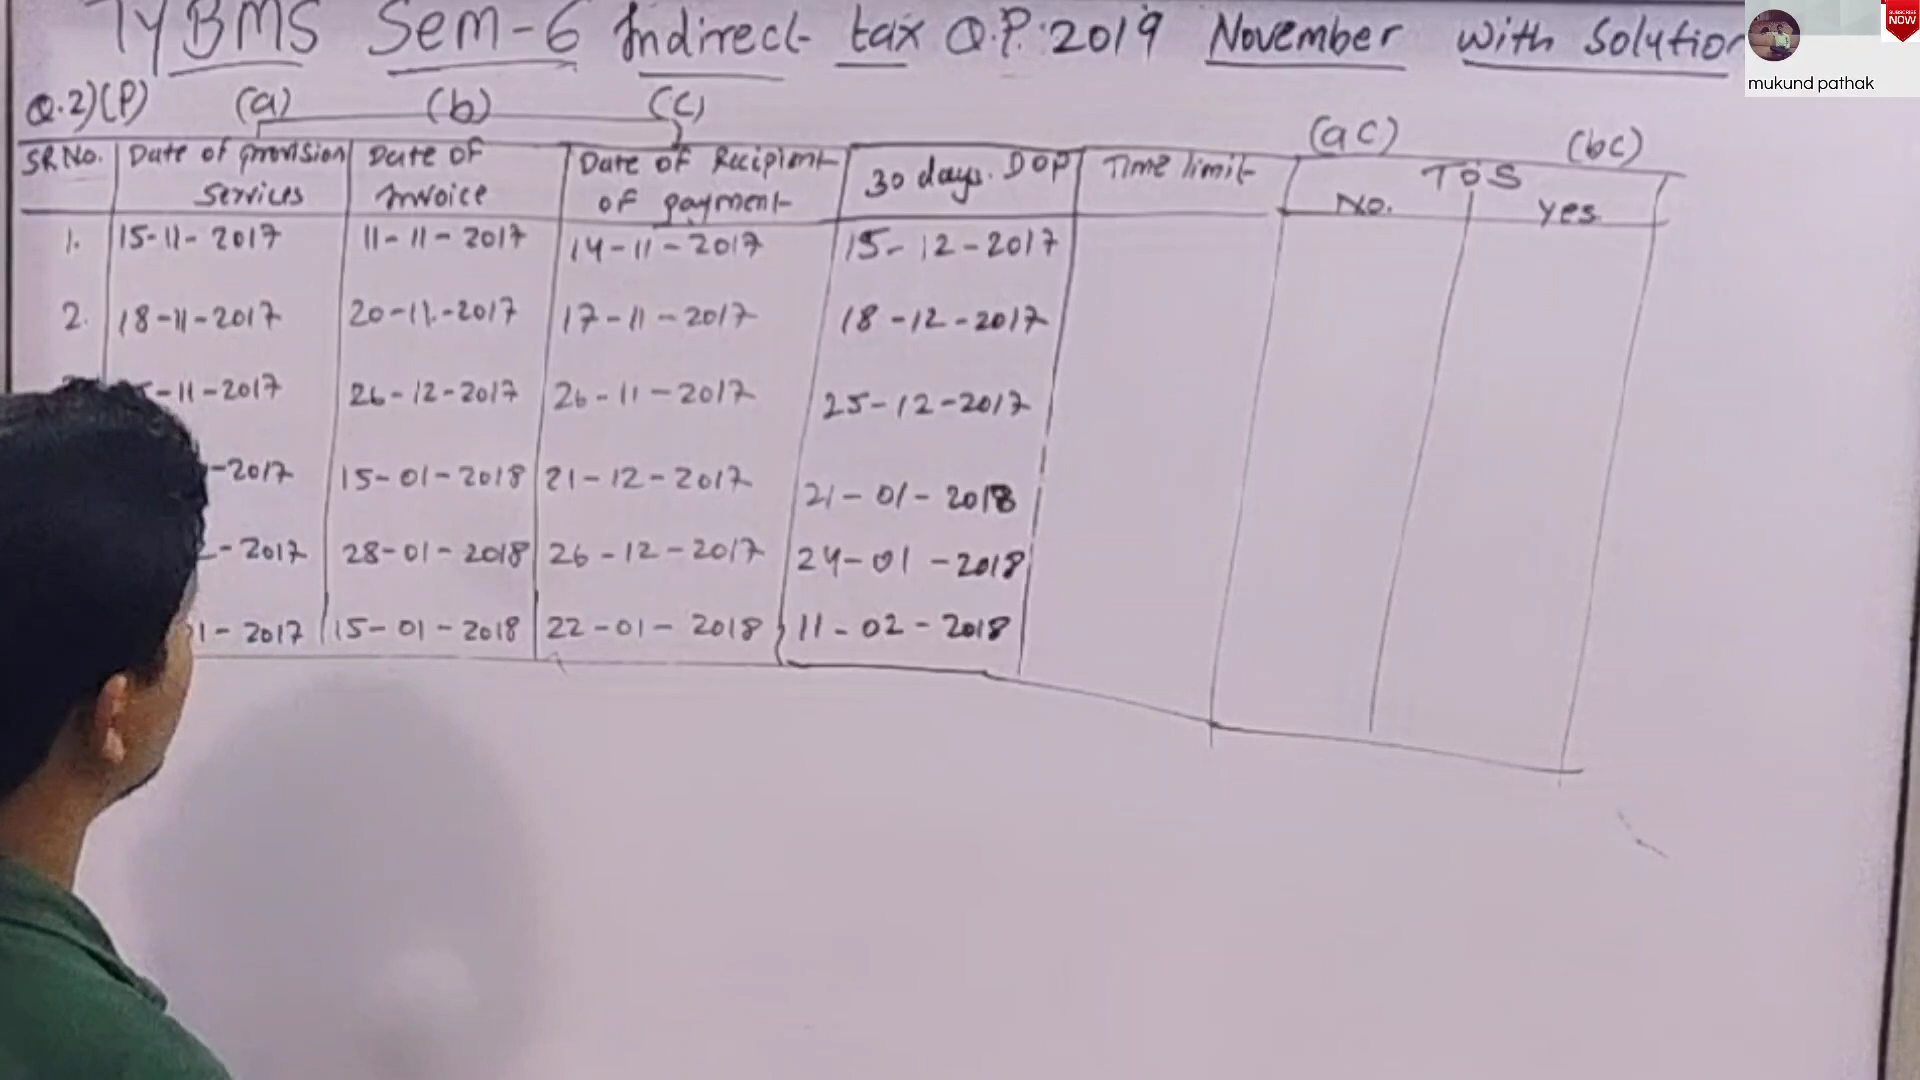 TYBMS Sem-6 Indirect tax Q.P. 2019 November with solution
SUBSCRIBE NOW
mukund pathak
Q.2)(P) (a) (b) (c) (ac) (bc)
SR No. Date of provision Services Date of Invoice Date of Recipient of payment 30 days. DOP Time limit TOS No. Yes
1. 15-11-2017 11-11-2017 14-11-2017 15-12-2017
2. 18-11-2017 20-11-2017 17-11-2017 18-12-2017
-11-2017 26-12-2017 26-11-2017 25-12-2017
-2017 15-01-2018 21-12-2017 21-01-2018
-2017 28-01-2018 26-12-2017 24-01-2018
1-2017 15-01-2018 22-01-2018 11-02-2018